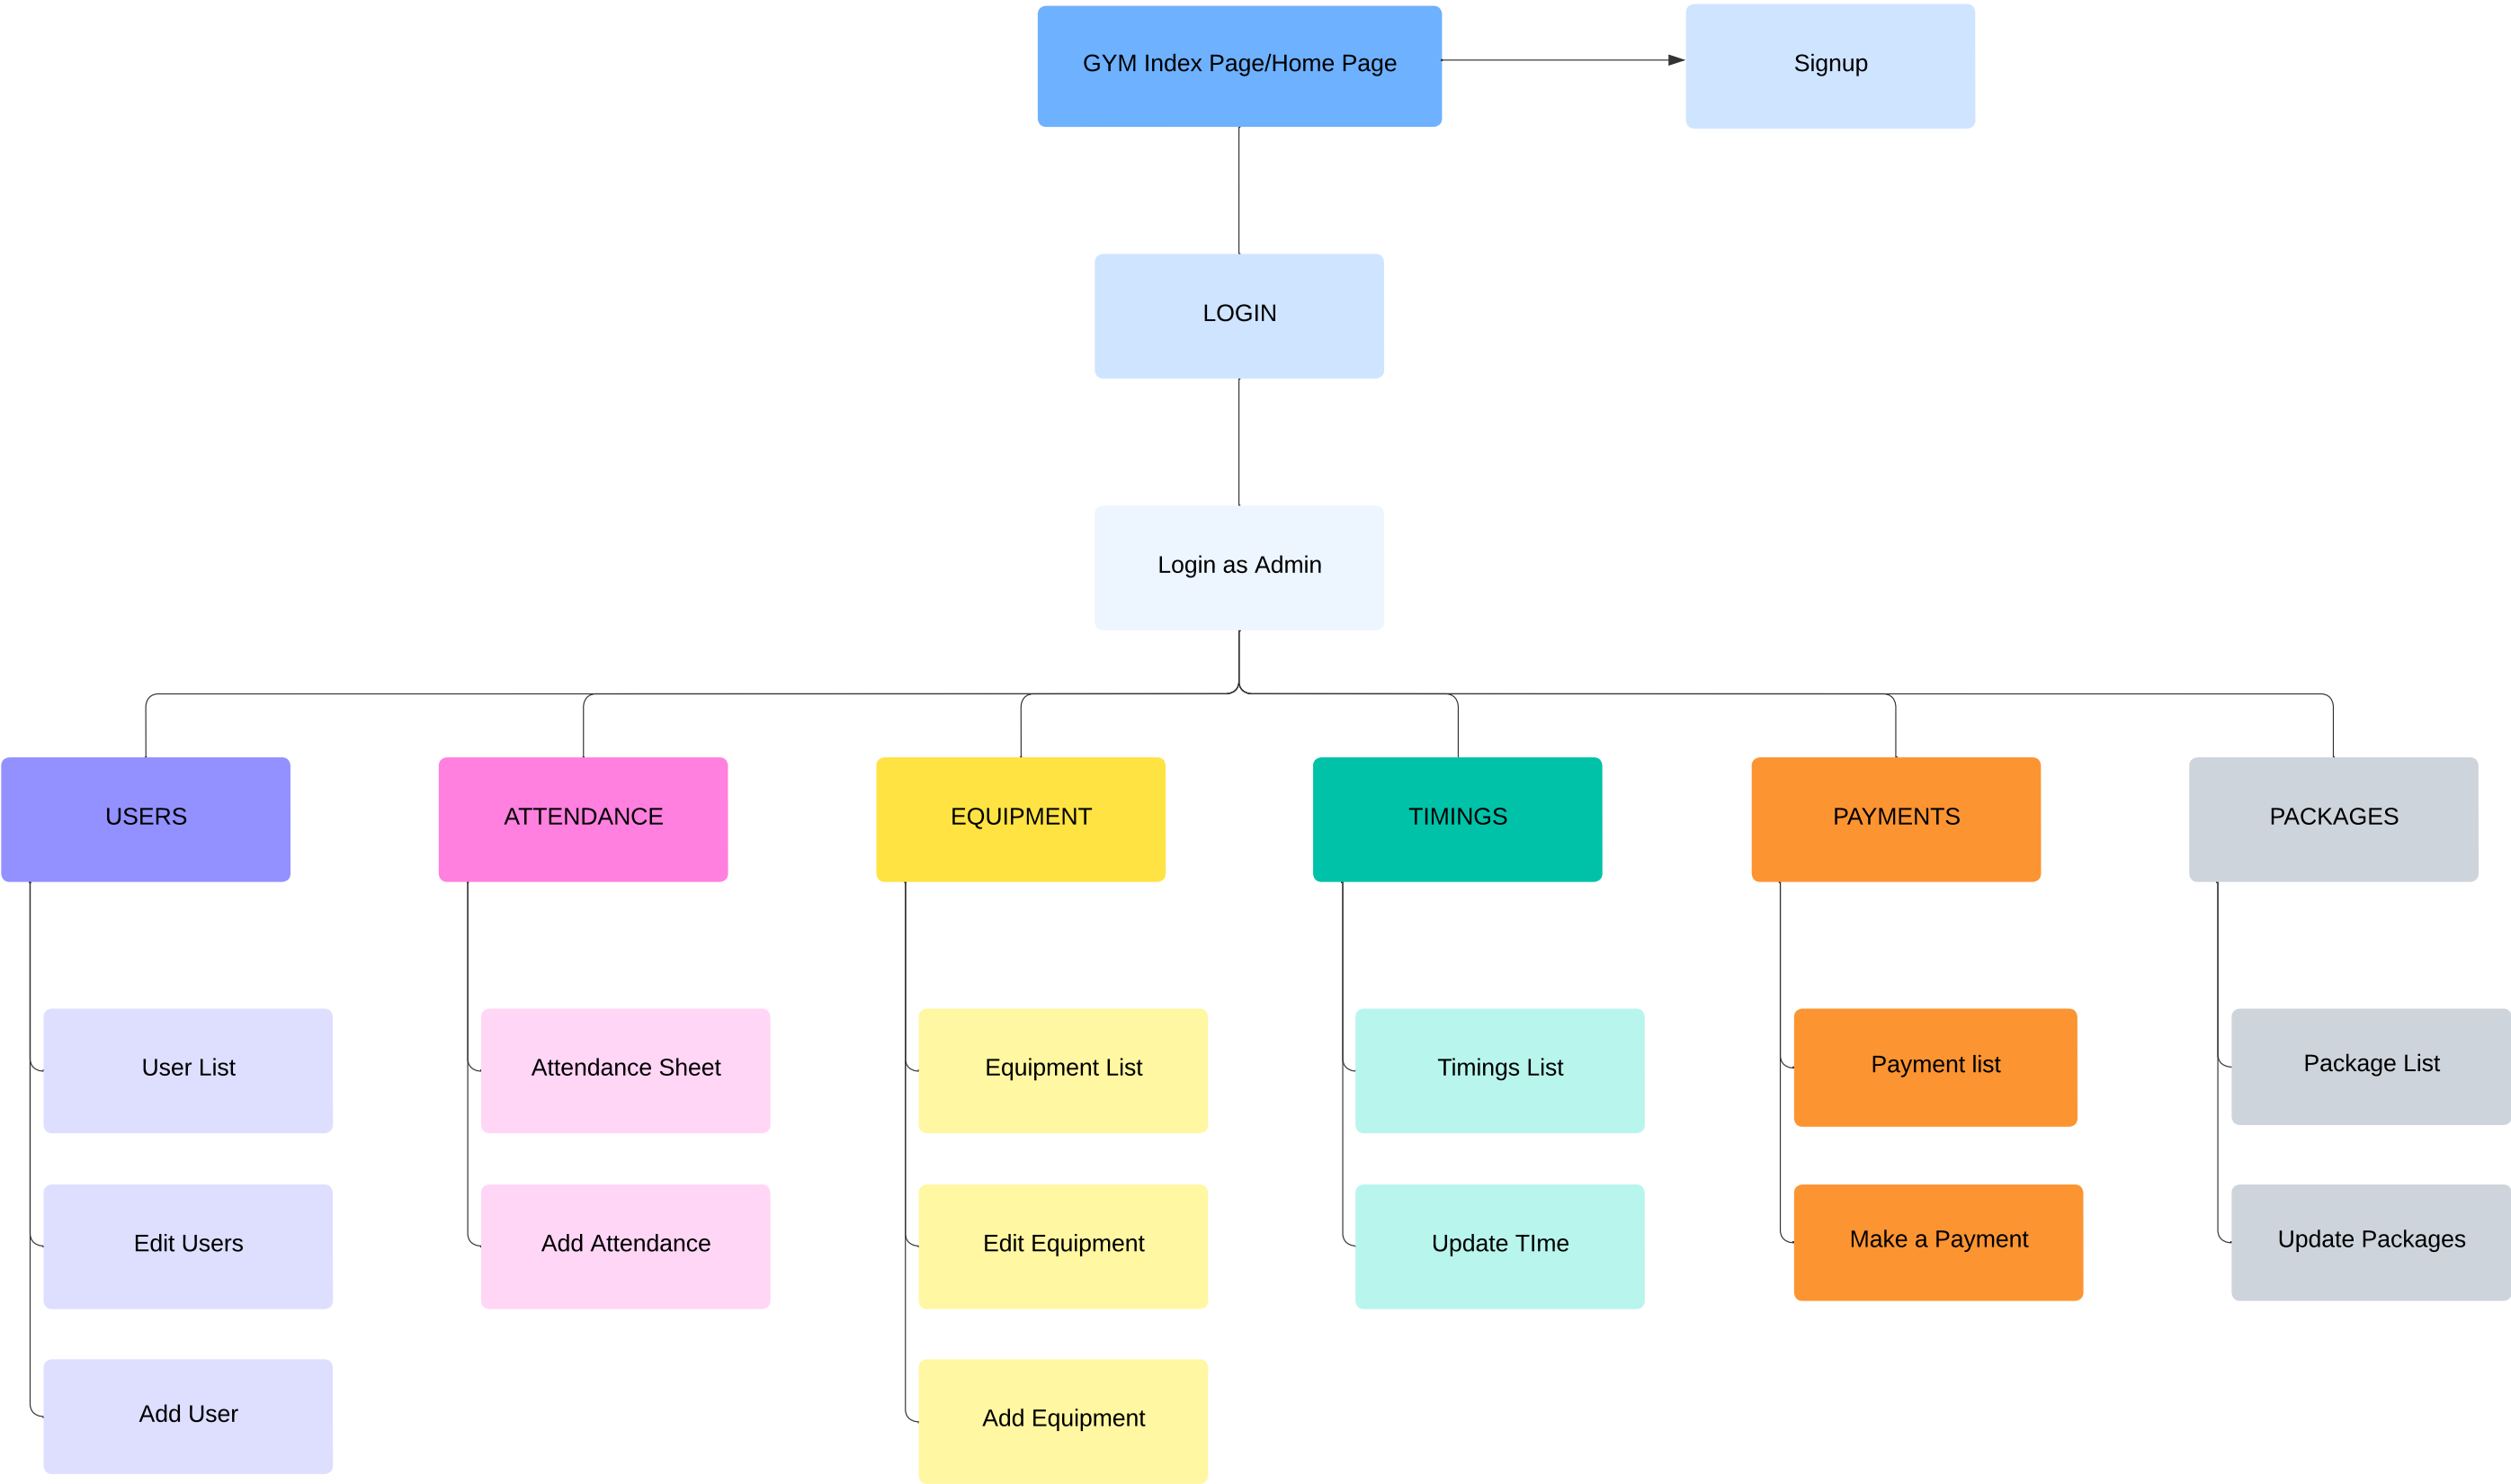 GYM Index Page/Home Page
Signup
LOGIN
Login as Admin
USERS
ATTENDANCE
EQUIPMENT
TIMINGS
PAYMENTS
PACKAGES
User List
Attendance Sheet
Equipment List
Timings List
Payment list
Package List
Edit Users
Add Attendance
Edit Equipment
Update TIme
Make a Payment
Update Packages
Add User
Add Equipment